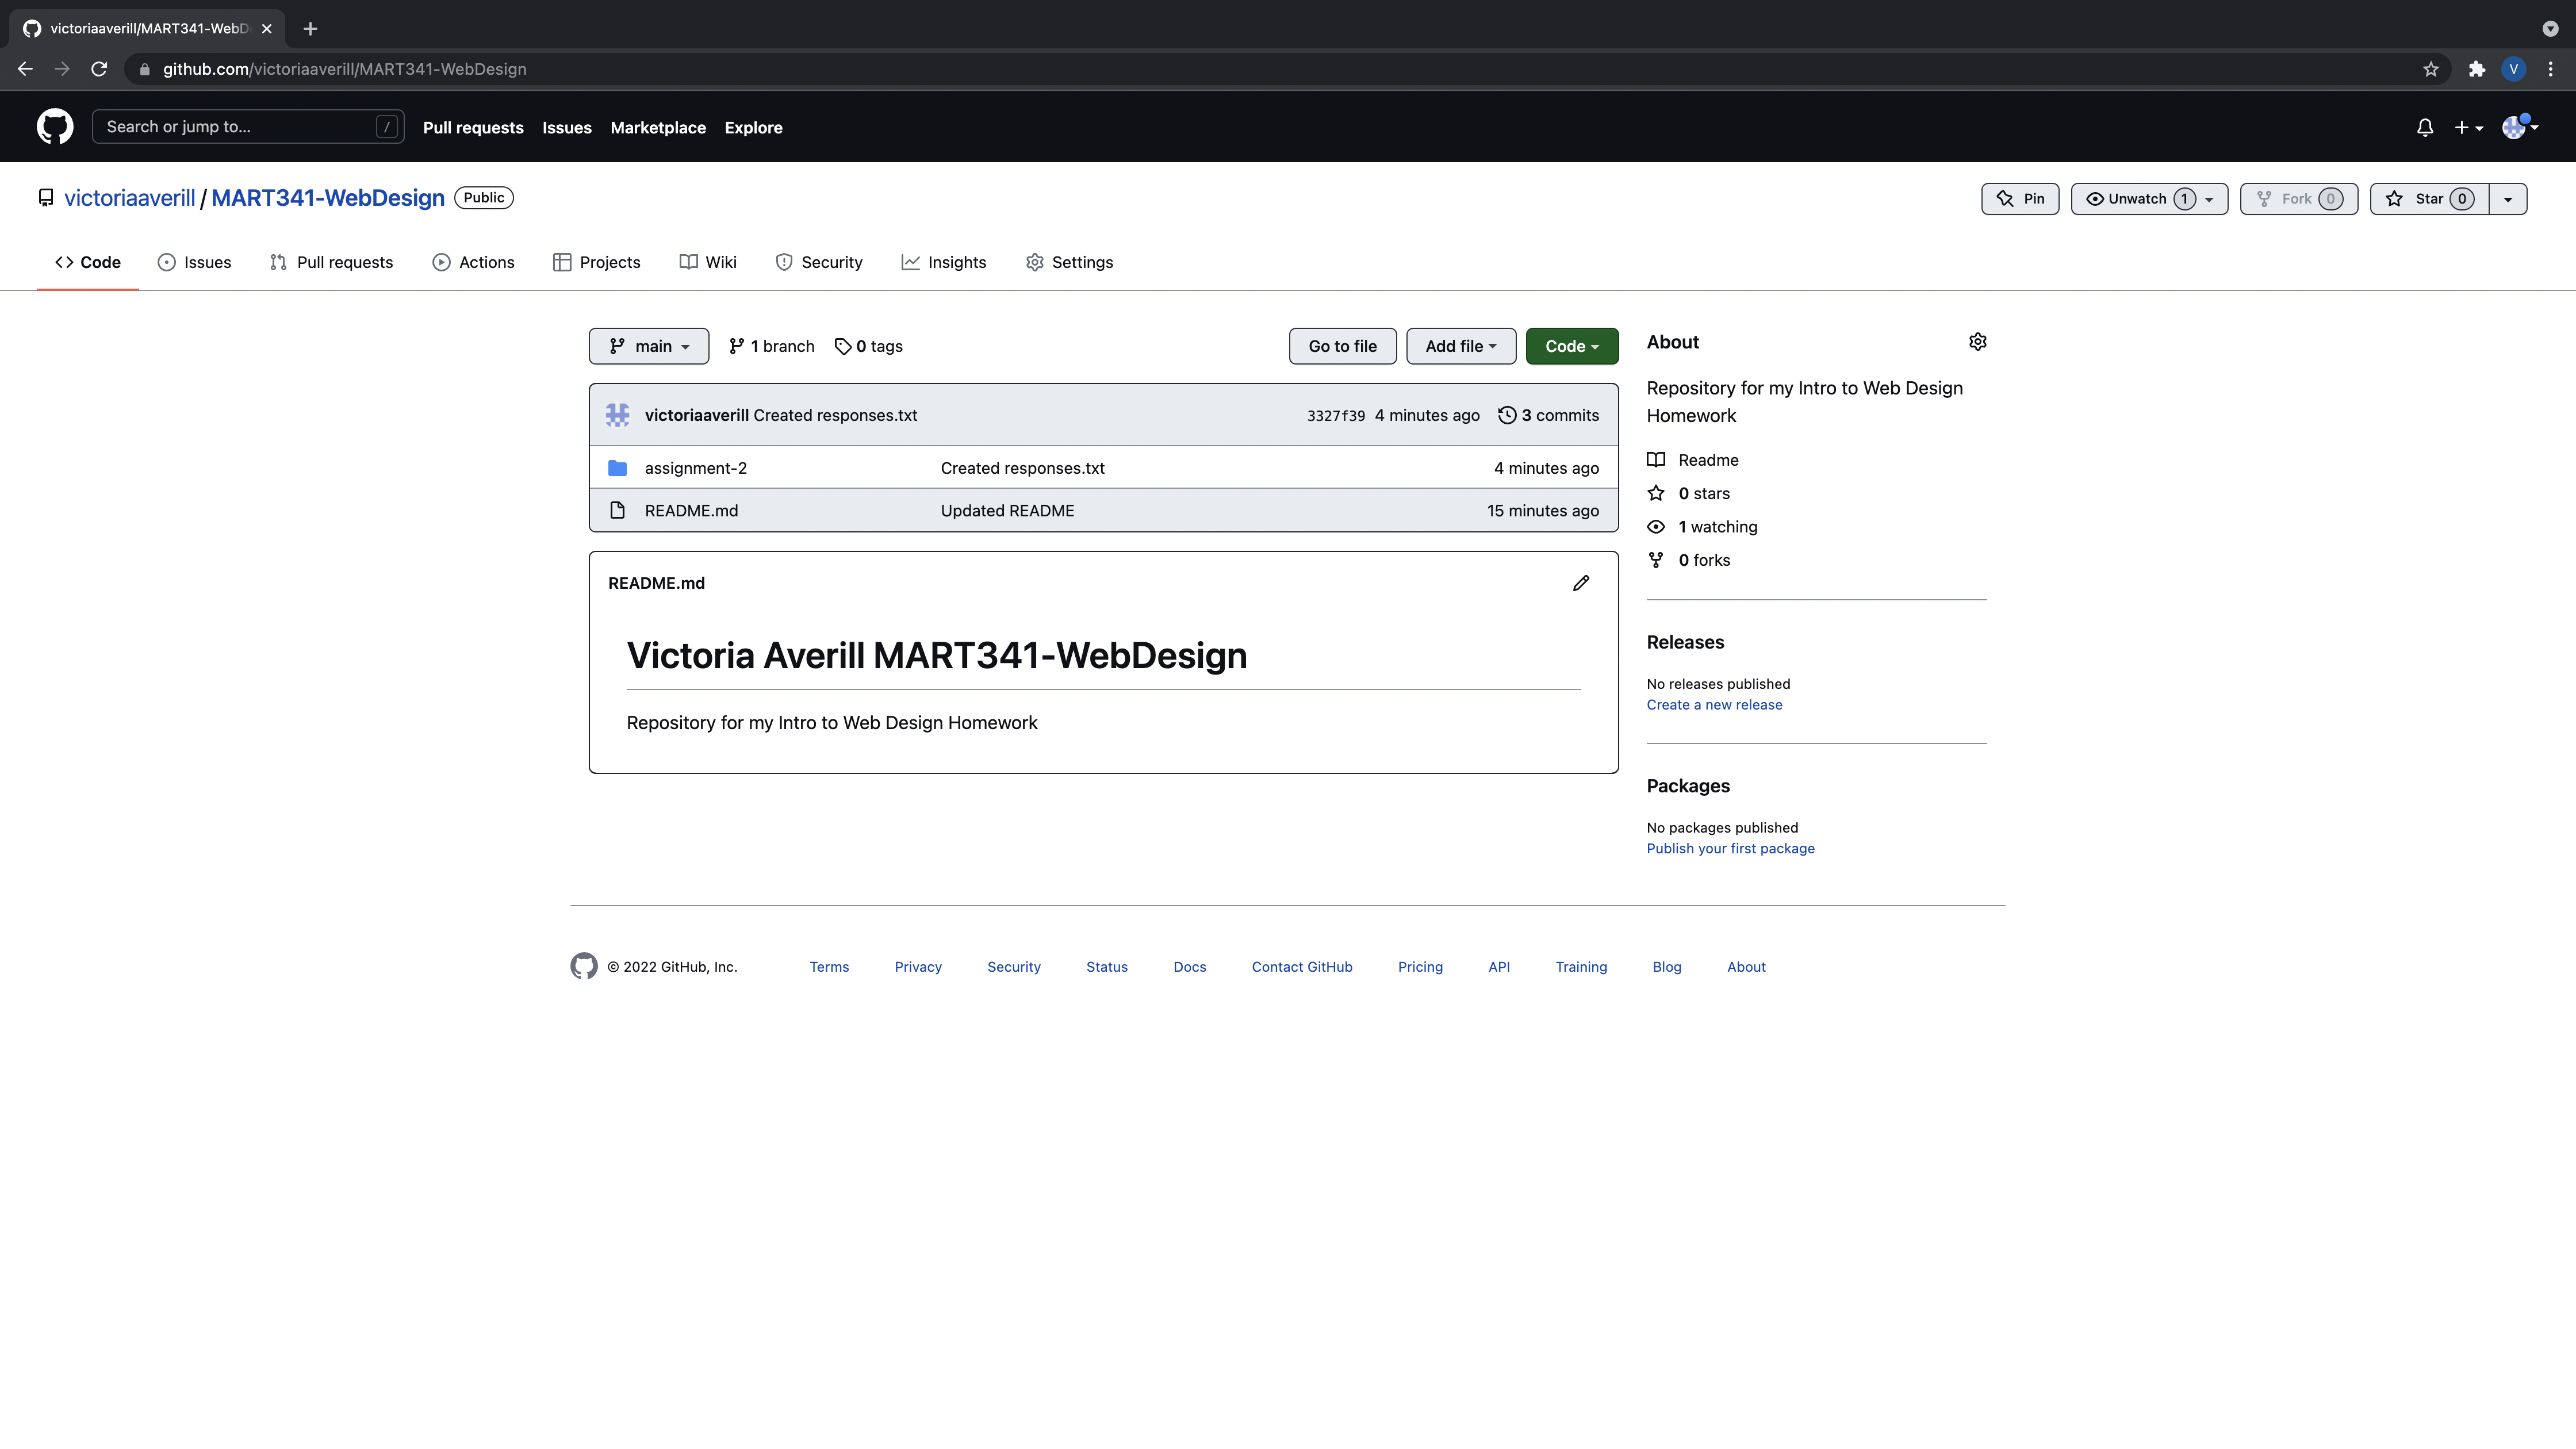 victoriaaverill/MART341-WebD
github.com/victoriaaverill/MART341-WebDesign
V
Search or jump to... /
Pull requests Issues Marketplace Explore
victoriaaverill / MART341-WebDesign Public
Pin Unwatch 1 Fork 0 Star 0
Code Issues Pull requests Actions Projects Wiki Security Insights Settings
main 1 branch 0 tags Go to file Add file Code
victoriaaverill Created responses.txt 3327f39 4 minutes ago 3 commits
assignment-2 Created responses.txt 4 minutes ago
README.md Updated README 15 minutes ago
README.md
Victoria Averill MART341-WebDesign
Repository for my Intro to Web Design Homework
About
Repository for my Intro to Web Design
Homework
Readme
0 stars
1 watching
0 forks
Releases
No releases published
Create a new release
Packages
No packages published
Publish your first package
© 2022 GitHub, Inc. Terms Privacy Security Status Docs Contact GitHub Pricing API Training Blog About